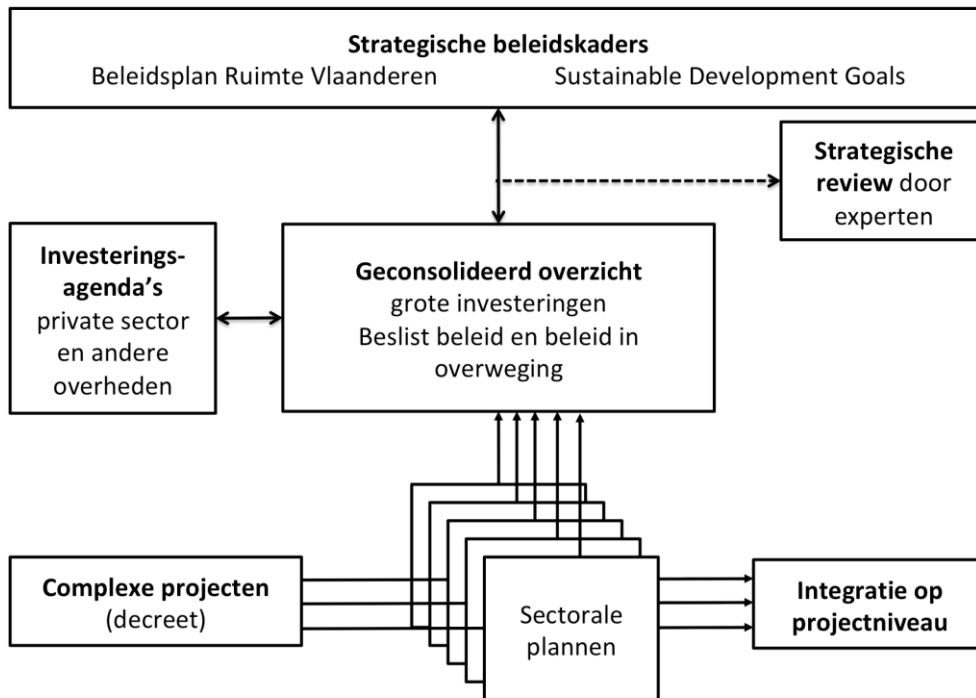 Strategische beleidskaders
Beleidsplan Ruimte Vlaanderen Sustainable Development Goals
Strategische
review door
experten
Investerings-
agenda's
private sector
en andere
overheden
Geconsolideerd overzicht
grote investeringen
Beslist beleid en beleid in
overweging
Complexe projecten
(decreet)
Sectorale
plannen
Integratie op
projectniveau